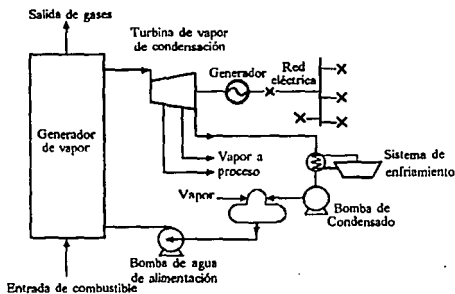 Salida de gases
Turbina de vapor
de condensación
Generador
Red
eléctrica
Generador
de vapor
Vapor a
proceso
Sistema de
enfriamiento
Vapor
Bomba de
Condensado
Bomba de agua
de alimentación
Entrada de combustible